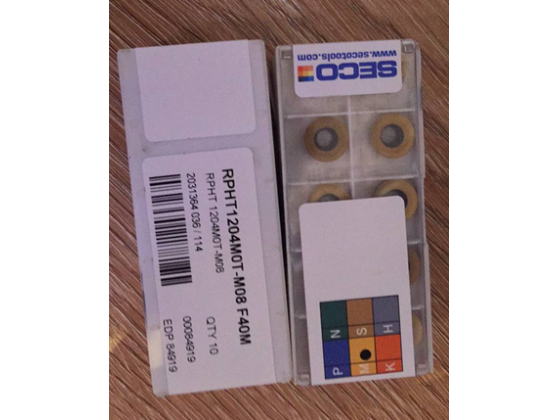 RPHT1204M0T-M08 F40M
RPHT 1204M0T-M08 QTY 10
2031364 036 / 114 00084919
EDP 84919
SECO
www.secotools.com
P M K
N S H